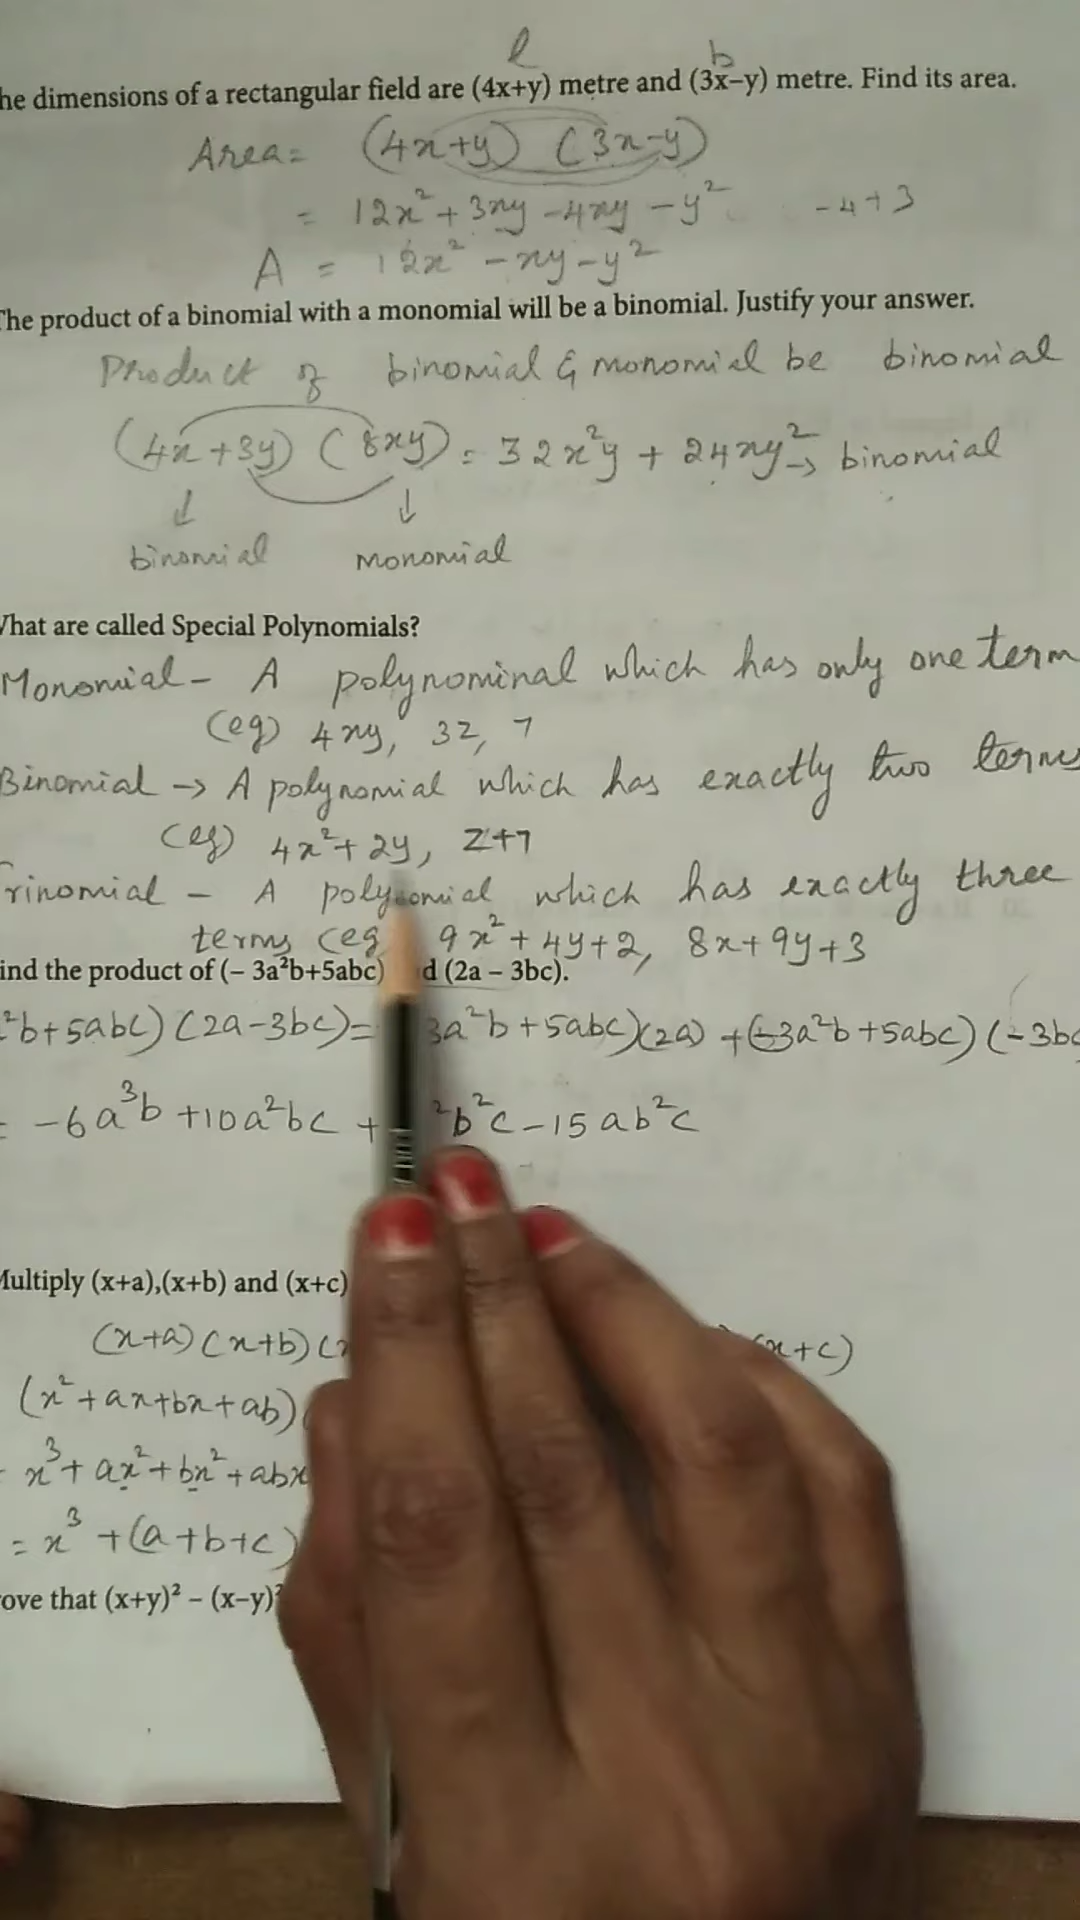 l b
he dimensions of a rectangular field are (4x+y) metre and (3x–y) metre. Find its area.
Area = (4x+y) (3x-y)
= 12x² + 3xy - 4xy - y² -4+3
A = 12x² - xy - y²
The product of a binomial with a monomial will be a binomial. Justify your answer.
Product of binomial & monomial be binomial
(4x+3y) (8xy) = 32x²y + 24xy² → binomial
↓ ↓
binomial monomial
What are called Special Polynomials?
Monomial - A polynominal which has only one term
(eg) 4xy, 32, 7
Binomial → A polynomial which has exactly two terms
(eg) 4x² + 2y, z+7
Trinomial - A polynomial which has exactly three
terms (eg 9x² + 4y + 2, 8x + 9y + 3
ind the product of (– 3a²b+5abc) d (2a – 3bc).
²b + 5abc) (2a - 3bc) = 3a²b + 5abc)(2a) + (-3a²b + 5abc) (-3bc
= -6a³b + 10a²bc + ²b²c - 15ab²c
Multiply (x+a),(x+b) and (x+c)
(x+a) (x+b) ( (x+c)
(x² + ax + bx + ab)
= x³ + ax² + bx² + abx
= x³ + (a+b+c)
ove that (x+y)² – (x–y)²